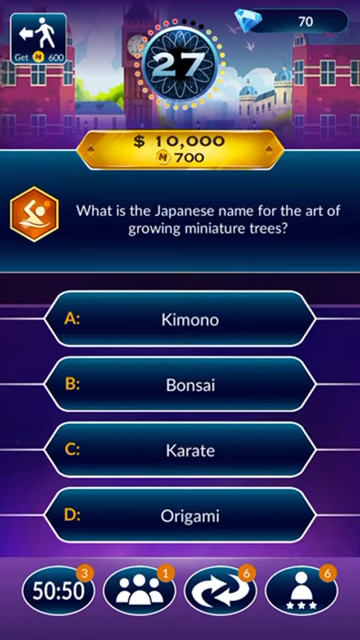 70
Get M 600
27
$ 10,000
M 700
What is the Japanese name for the art of
growing miniature trees?
A: Kimono
B: Bonsai
C: Karate
D: Origami
50:50 3
1
6
6